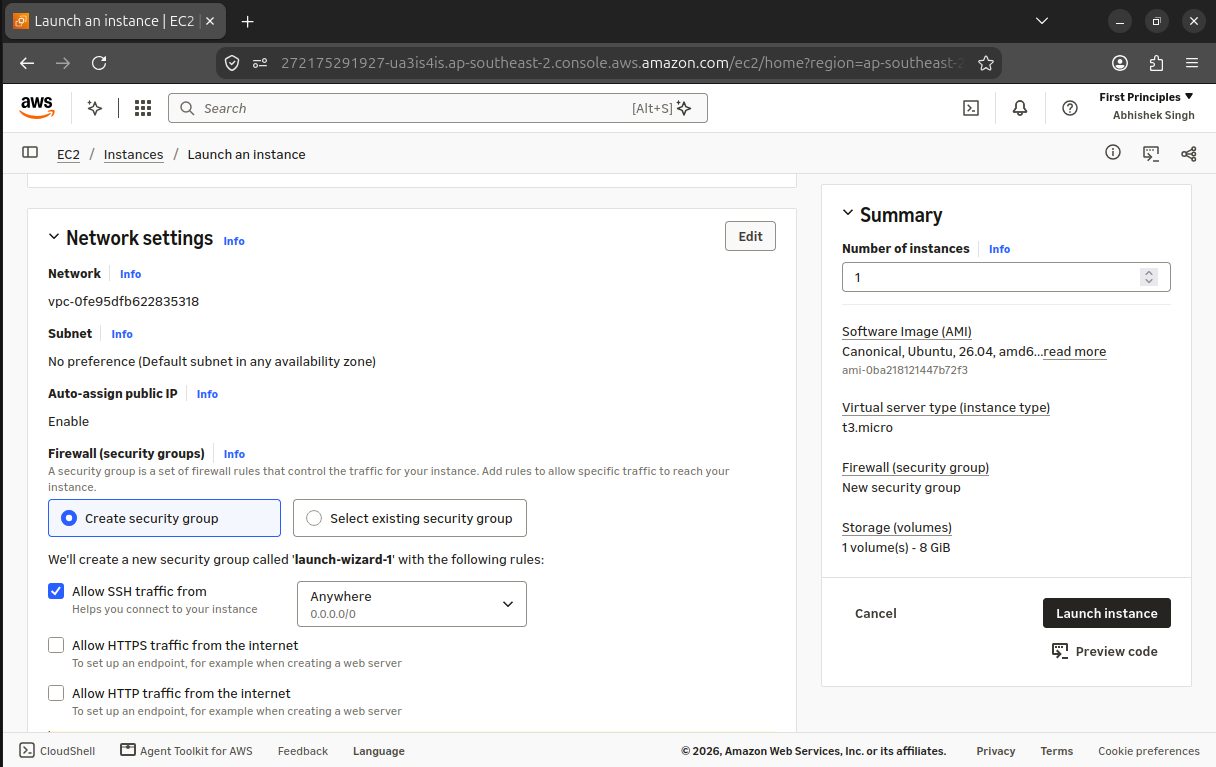 Launch an instance | EC2 |
272175291927-ua3is4is.ap-southeast-2.console.aws.amazon.com/ec2/home?region=ap-southeast-2
aws
Search
[Alt+S]
First Principles
Abhishek Singh
EC2 / Instances / Launch an instance
Network settings Info
Edit
Network Info
vpc-0fe95dfb622835318
Subnet Info
No preference (Default subnet in any availability zone)
Auto-assign public IP Info
Enable
Firewall (security groups) Info
A security group is a set of firewall rules that control the traffic for your instance. Add rules to allow specific traffic to reach your
instance.
Create security group
Select existing security group
We'll create a new security group called 'launch-wizard-1' with the following rules:
Allow SSH traffic from
Helps you connect to your instance
Anywhere
0.0.0.0/0
Allow HTTPS traffic from the internet
To set up an endpoint, for example when creating a web server
Allow HTTP traffic from the internet
To set up an endpoint, for example when creating a web server
Summary
Number of instances Info
1
Software Image (AMI)
Canonical, Ubuntu, 26.04, amd6...read more
ami-0ba218121447b72f3
Virtual server type (instance type)
t3.micro
Firewall (security group)
New security group
Storage (volumes)
1 volume(s) - 8 GiB
Cancel
Launch instance
Preview code
CloudShell
Agent Toolkit for AWS
Feedback
Language
© 2026, Amazon Web Services, Inc. or its affiliates.
Privacy
Terms
Cookie preferences